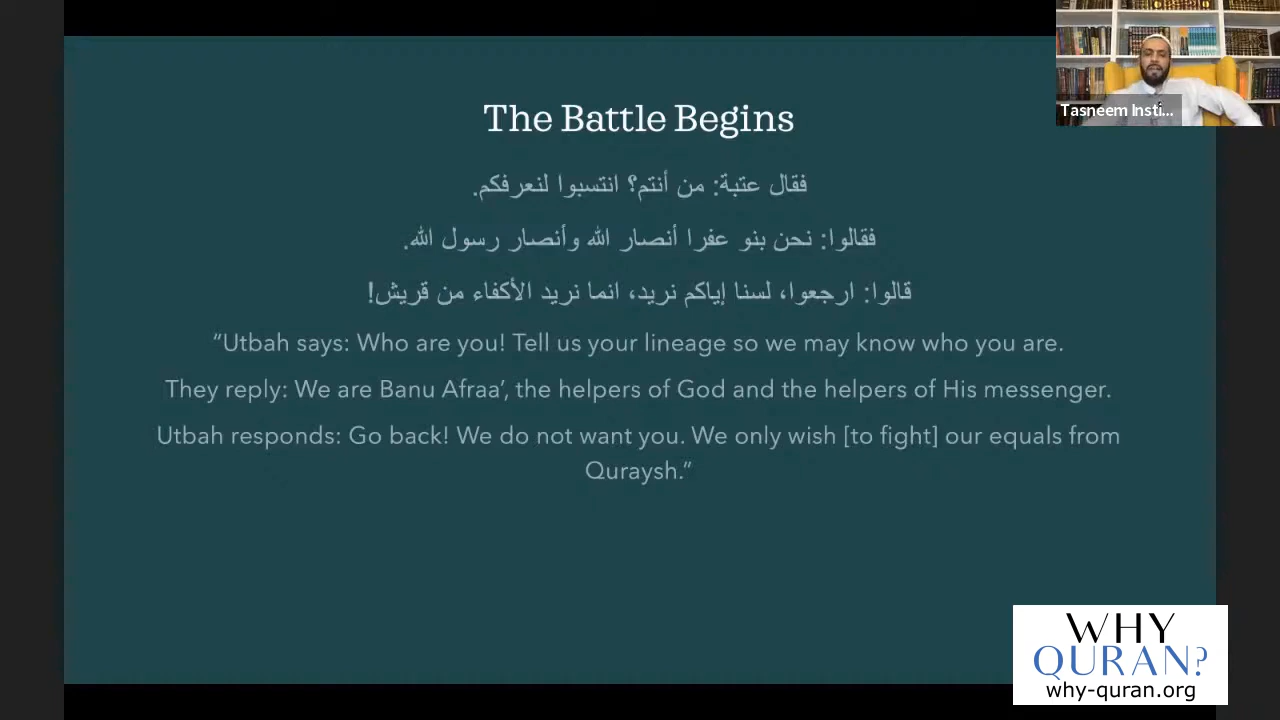 Tasneem Insti...
The Battle Begins
فقال عتبة: من أنتم؟ انتسبوا لنعرفكم.
فقالوا: نحن بنو عفرا أنصار الله وأنصار رسول الله.
قالوا: ارجعوا، لسنا إياكم نريد، انما نريد الأكفاء من قريش!
“Utbah says: Who are you! Tell us your lineage so we may know who you are.
They reply: We are Banu Afraa’, the helpers of God and the helpers of His messenger.
Utbah responds: Go back! We do not want you. We only wish [to fight] our equals from
Quraysh.”
WHY
QURAN?
why-quran.org